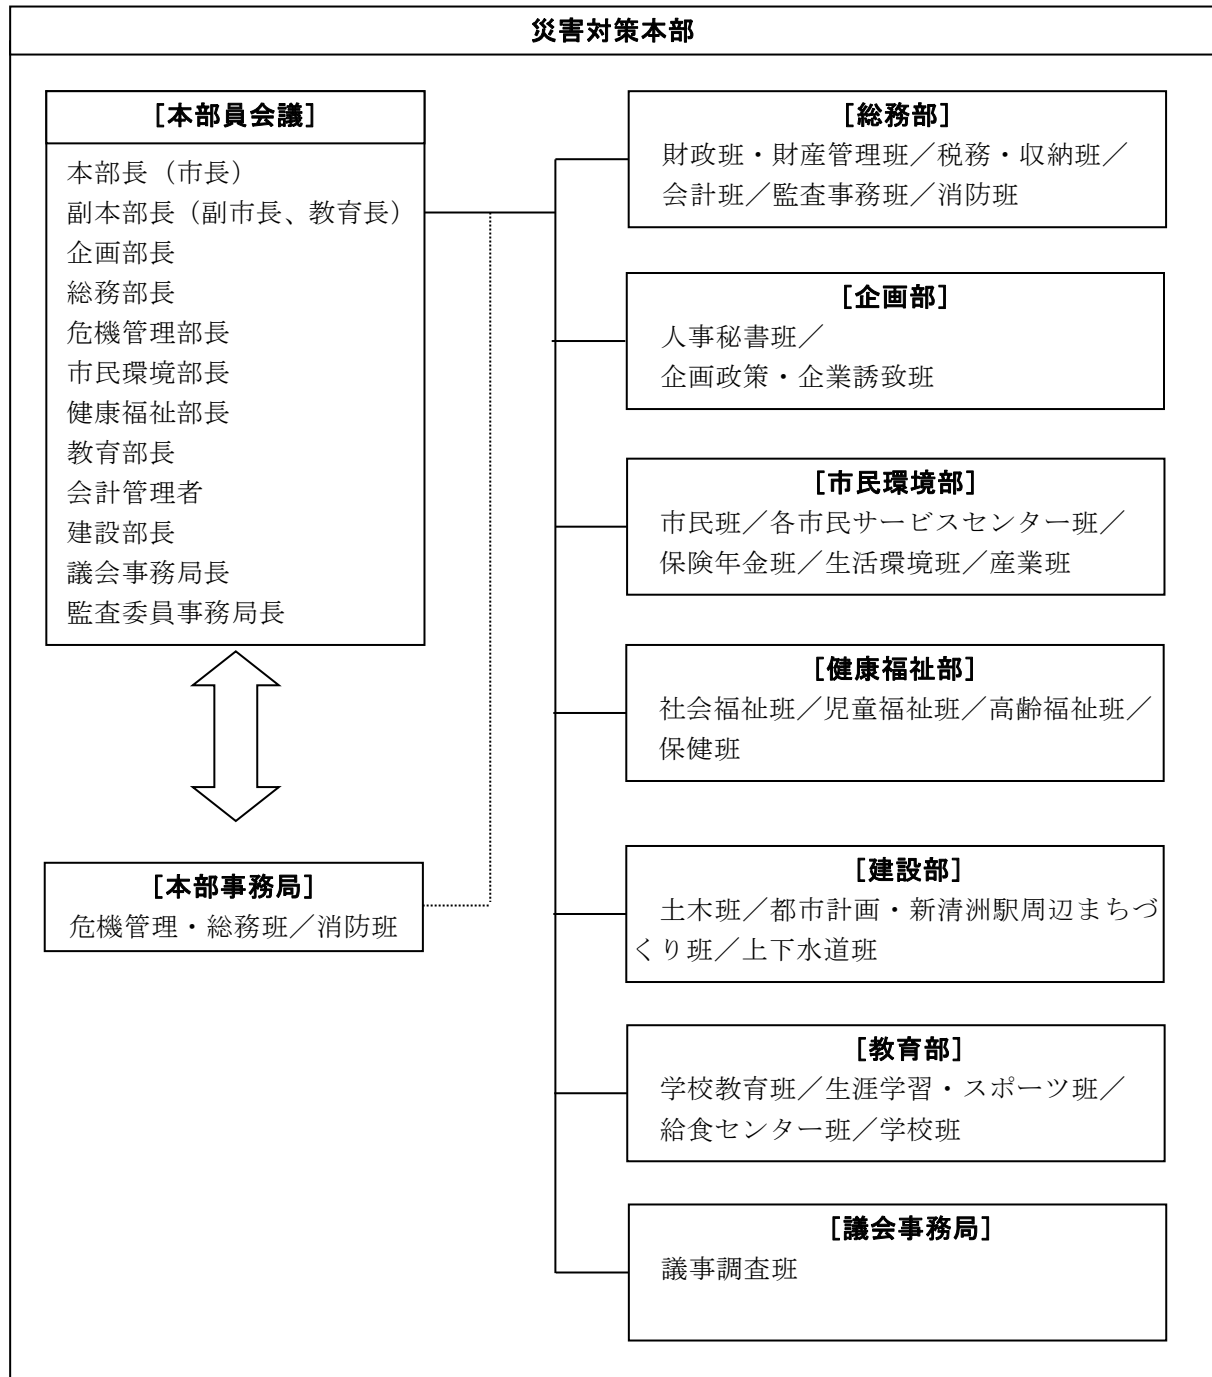 災害対策本部
［本部員会議］
本部長（市長）
副本部長（副市長、教育長）
企画部長
総務部長
危機管理部長
市民環境部長
健康福祉部長
教育部長
会計管理者
建設部長
議会事務局長
監査委員事務局長
［本部事務局］
危機管理・総務班／消防班
［総務部］
財政班・財産管理班／税務・収納班／
会計班／監査事務班／消防班
［企画部］
人事秘書班／
企画政策・企業誘致班
［市民環境部］
市民班／各市民サービスセンター班／
保険年金班／生活環境班／産業班
［健康福祉部］
社会福祉班／児童福祉班／高齢福祉班／
保健班
［建設部］
土木班／都市計画・新清洲駅周辺まちづ
くり班／上下水道班
［教育部］
学校教育班／生涯学習・スポーツ班／
給食センター班／学校班
［議会事務局］
議事調査班